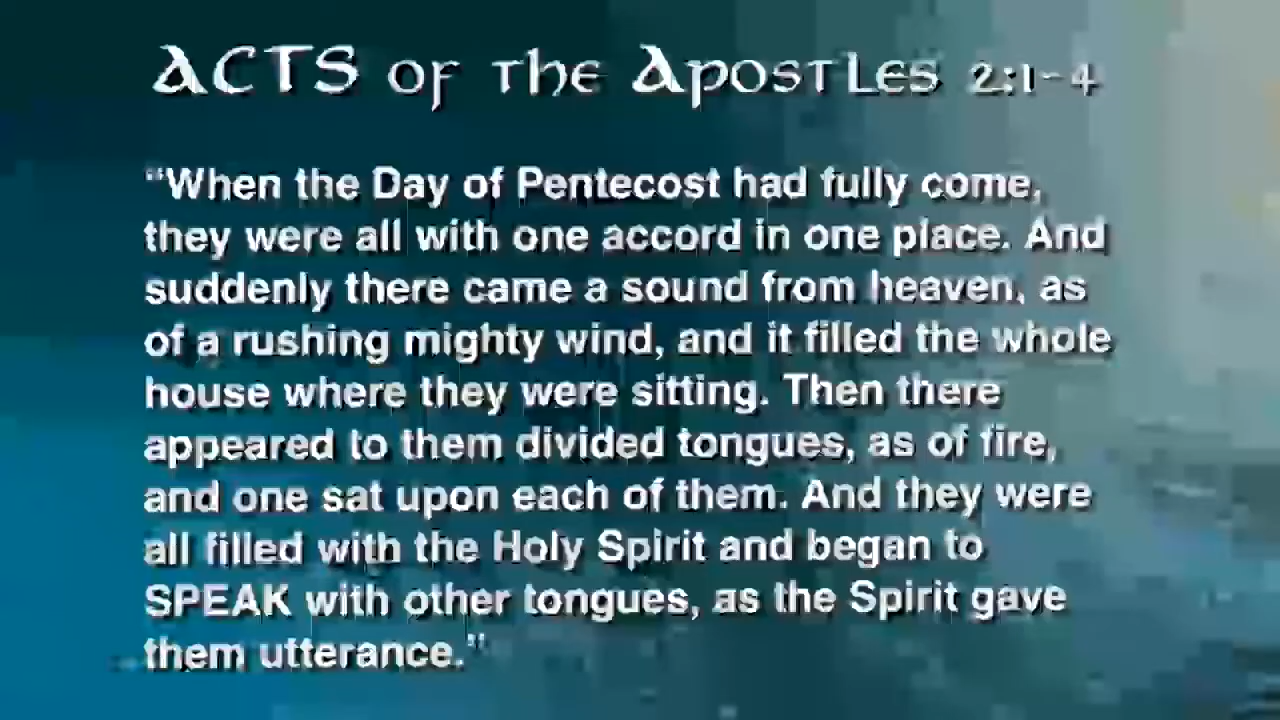 ACTS of the Apostles 2:1-4
“When the Day of Pentecost had fully come,
they were all with one accord in one place. And
suddenly there came a sound from heaven, as
of a rushing mighty wind, and it filled the whole
house where they were sitting. Then there
appeared to them divided tongues, as of fire,
and one sat upon each of them. And they were
all filled with the Holy Spirit and began to
SPEAK with other tongues, as the Spirit gave
them utterance.”